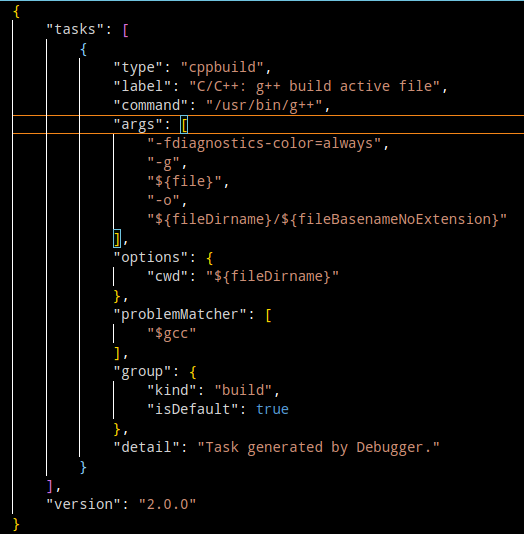 {
"tasks": [
{
"type": "cppbuild",
"label": "C/C++: g++ build active file",
"command": "/usr/bin/g++",
"args": [
"-fdiagnostics-color=always",
"-g",
"${file}",
"-o",
"${fileDirname}/${fileBasenameNoExtension}"
],
"options": {
"cwd": "${fileDirname}"
},
"problemMatcher": [
"$gcc"
],
"group": {
"kind": "build",
"isDefault": true
},
"detail": "Task generated by Debugger."
}
],
"version": "2.0.0"
}